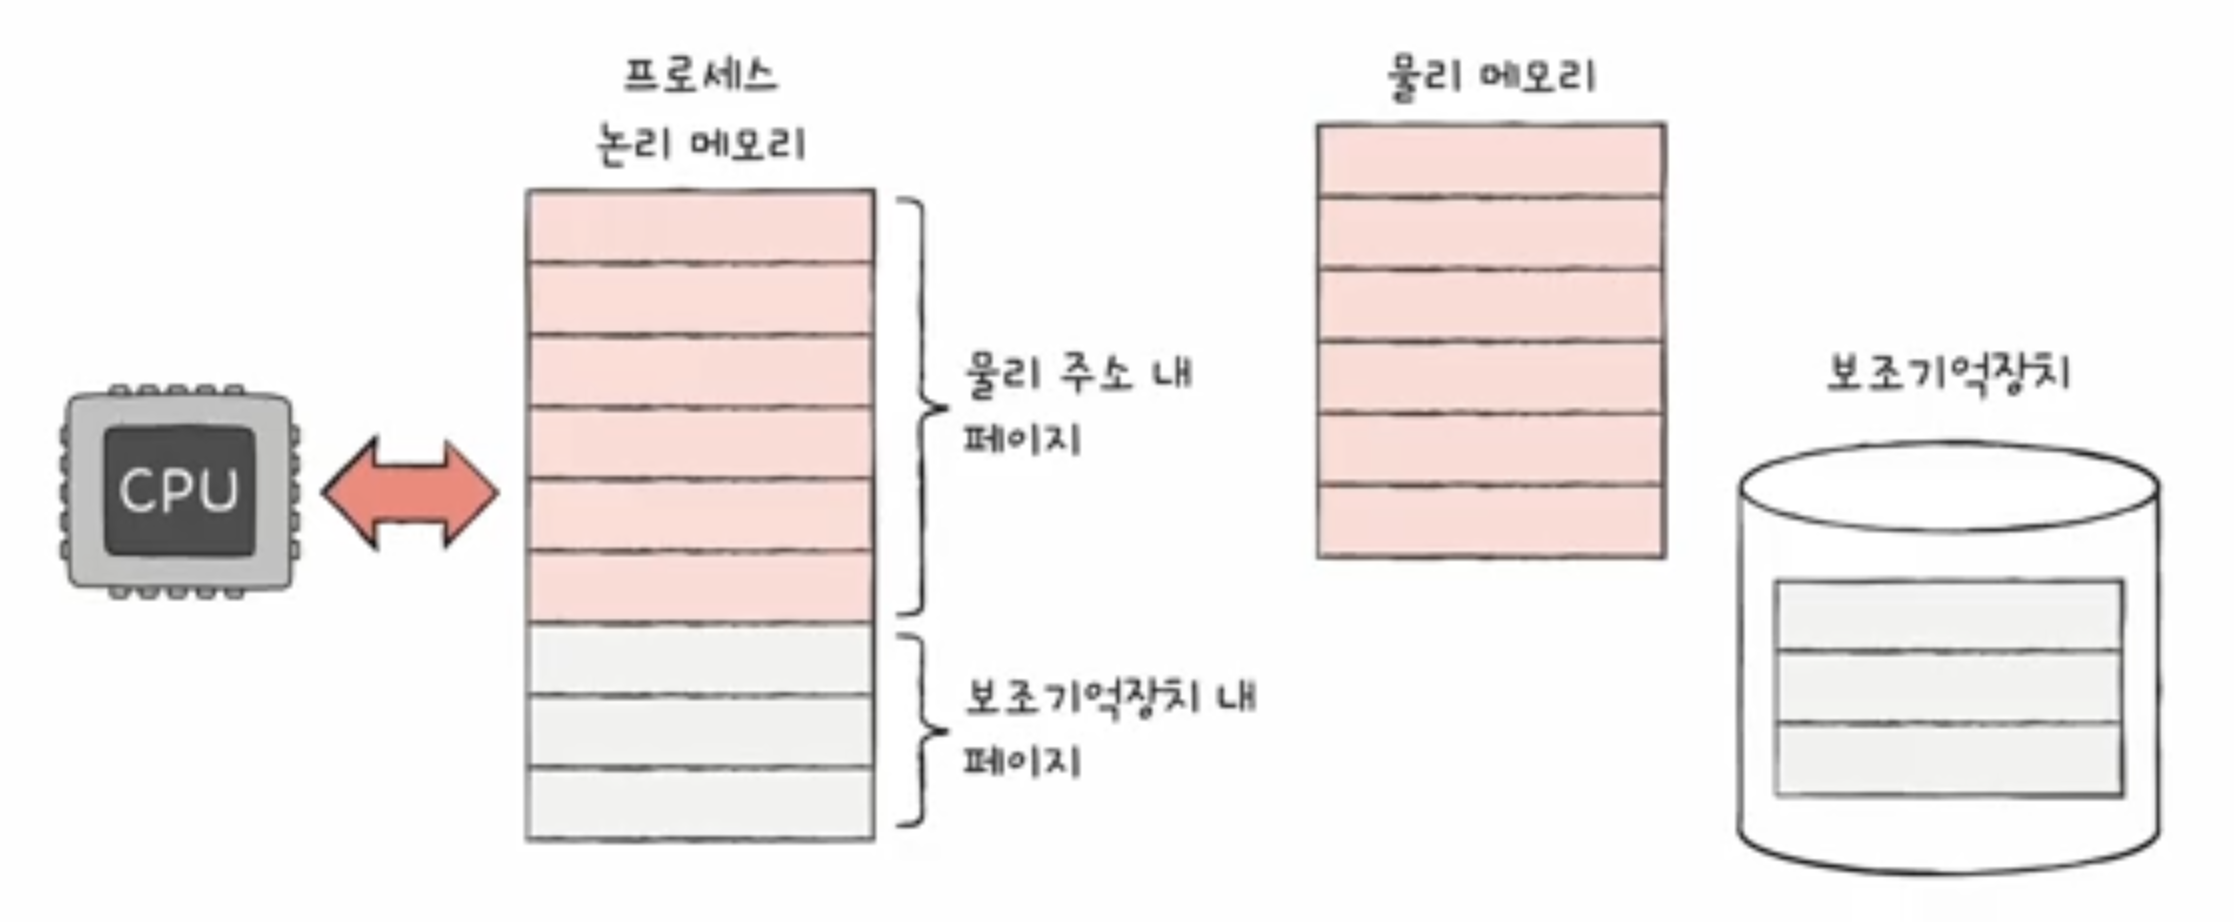 프로세스
논리 메모리
물리 메모리
물리 주소 내
페이지
보조기억장치
CPU
보조기억장치 내
페이지